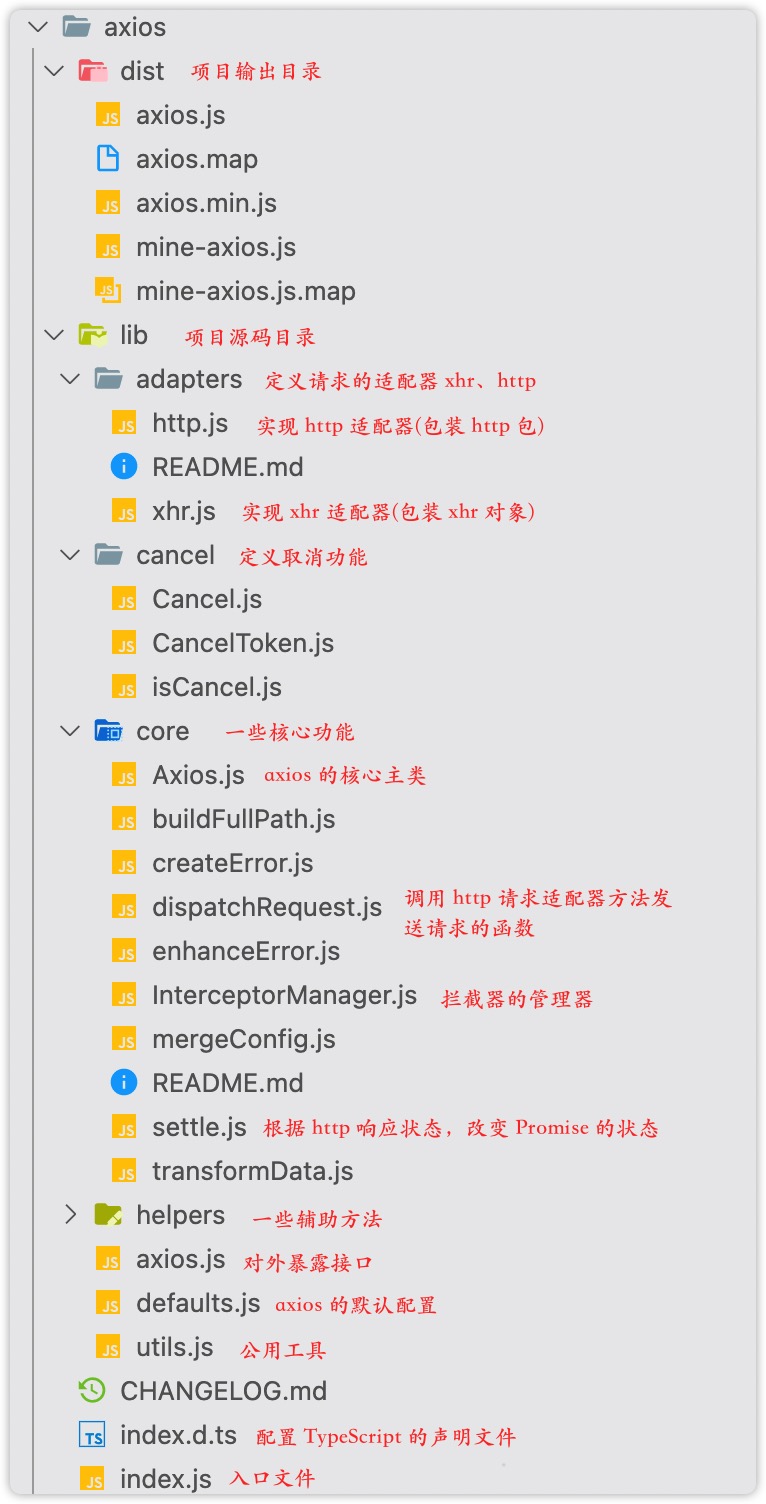 axios
dist 项目输出目录
axios.js
axios.map
axios.min.js
mine-axios.js
mine-axios.js.map
lib 项目源码目录
adapters 定义请求的适配器 xhr、http
http.js 实现 http 适配器(包装 http 包)
README.md
xhr.js 实现 xhr 适配器(包装 xhr 对象)
cancel 定义取消功能
Cancel.js
CancelToken.js
isCancel.js
core 一些核心功能
Axios.js axios 的核心主类
buildFullPath.js
createError.js
dispatchRequest.js 调用 http 请求适配器方法发
送请求的函数
enhanceError.js
InterceptorManager.js 拦截器的管理器
mergeConfig.js
README.md
settle.js 根据 http 响应状态，改变 Promise 的状态
transformData.js
helpers 一些辅助方法
axios.js 对外暴露接口
defaults.js axios 的默认配置
utils.js 公用工具
CHANGELOG.md
index.d.ts 配置 TypeScript 的声明文件
index.js 入口文件